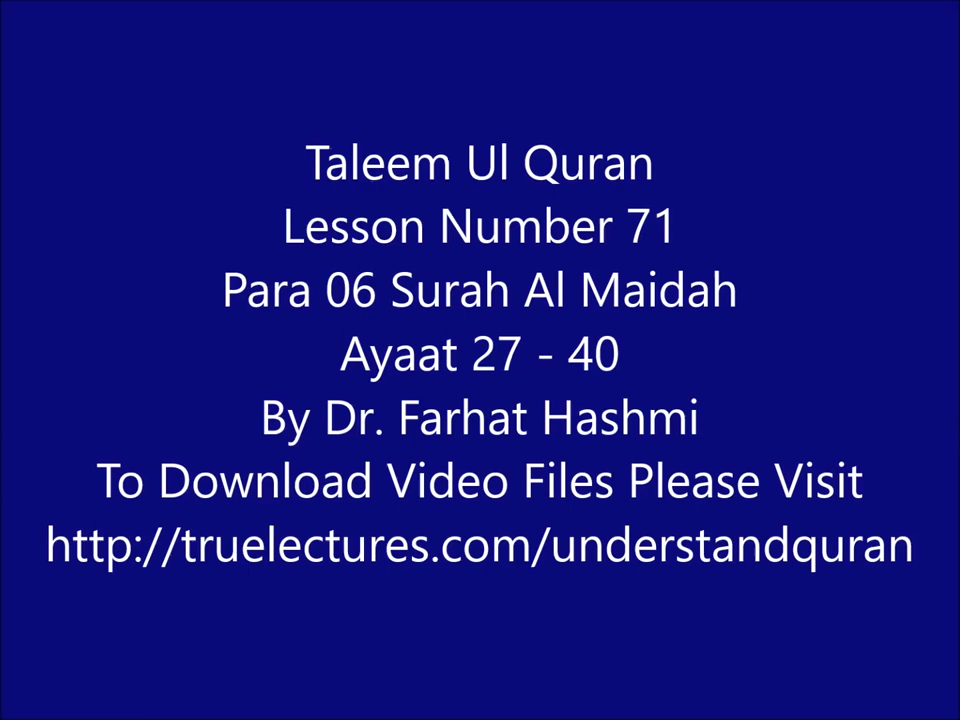 Taleem Ul Quran
Lesson Number 71
Para 06 Surah Al Maidah
Ayaat 27 - 40
By Dr. Farhat Hashmi
To Download Video Files Please Visit
http://truelectures.com/understandquran